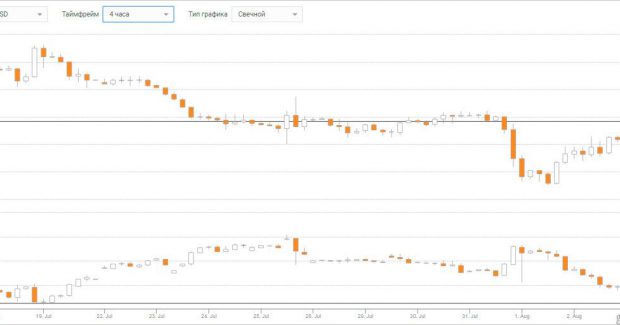 SD Таймфрейм 4 часа Тип графика Свечной
19. Jul 22. Jul 23. Jul 24. Jul 25. Jul 26. Jul 29. Jul 30. Jul 31. Jul 1. Aug 2. Aug